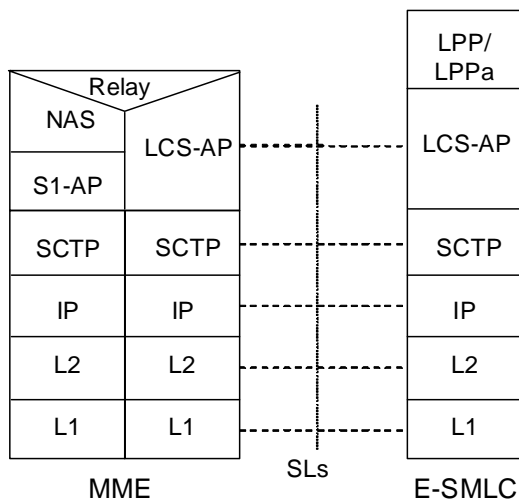 LPP/
LPPa
Relay
NAS
LCS-AP
LCS-AP
S1-AP
SCTP
SCTP
SCTP
IP
IP
IP
L2
L2
L2
L1
L1
L1
SLs
MME
E-SMLC